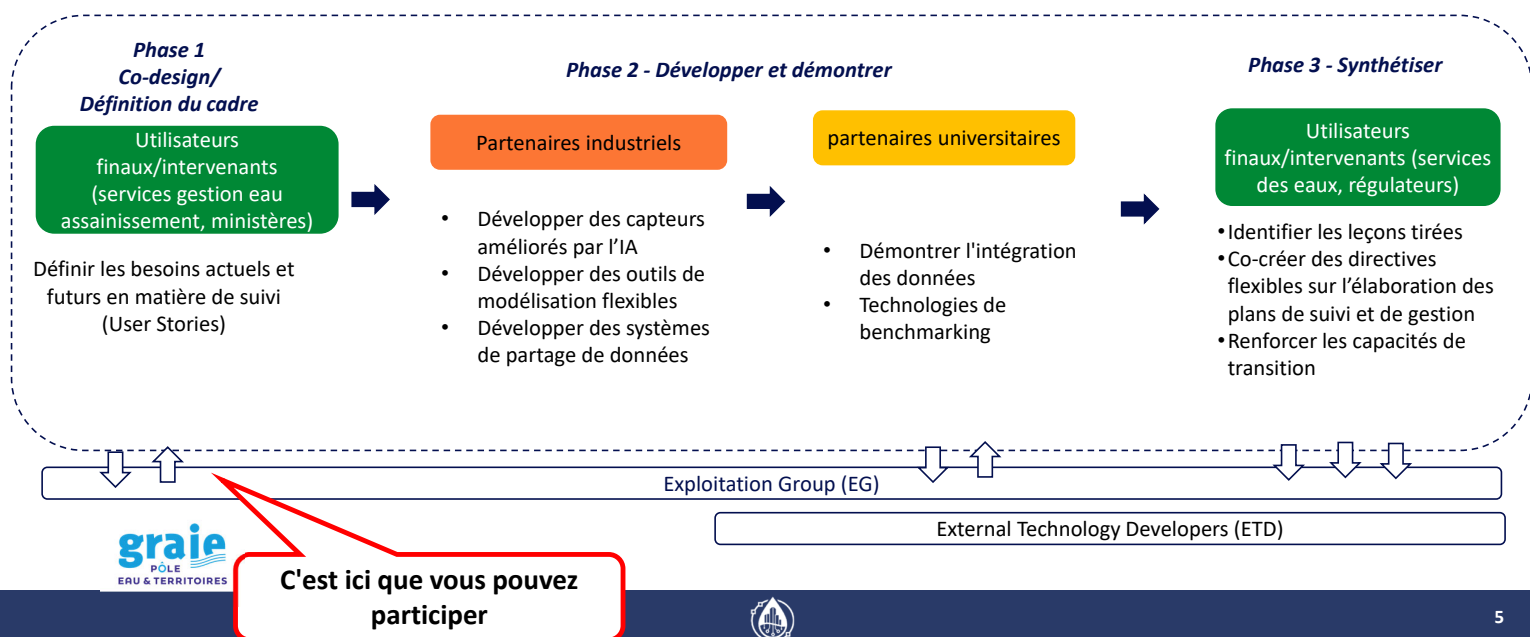 Phase 1
Co-design/
Définition du cadre
Utilisateurs
finaux/intervenants
(services gestion eau
assainissement, ministères)
Définir les besoins actuels et
futurs en matière de suivi
(User Stories)
Phase 2 - Développer et démontrer
Partenaires industriels
• Développer des capteurs
améliorés par l’IA
• Développer des outils de
modélisation flexibles
• Développer des systèmes
de partage de données
partenaires universitaires
• Démontrer l'intégration
des données
• Technologies de
benchmarking
Phase 3 - Synthétiser
Utilisateurs
finaux/intervenants (services
des eaux, régulateurs)
•Identifier les leçons tirées
•Co-créer des directives
flexibles sur l’élaboration des
plans de suivi et de gestion
•Renforcer les capacités de
transition
Exploitation Group (EG)
External Technology Developers (ETD)
graie
PÔLE
EAU & TERRITOIRES
C'est ici que vous pouvez
participer
5